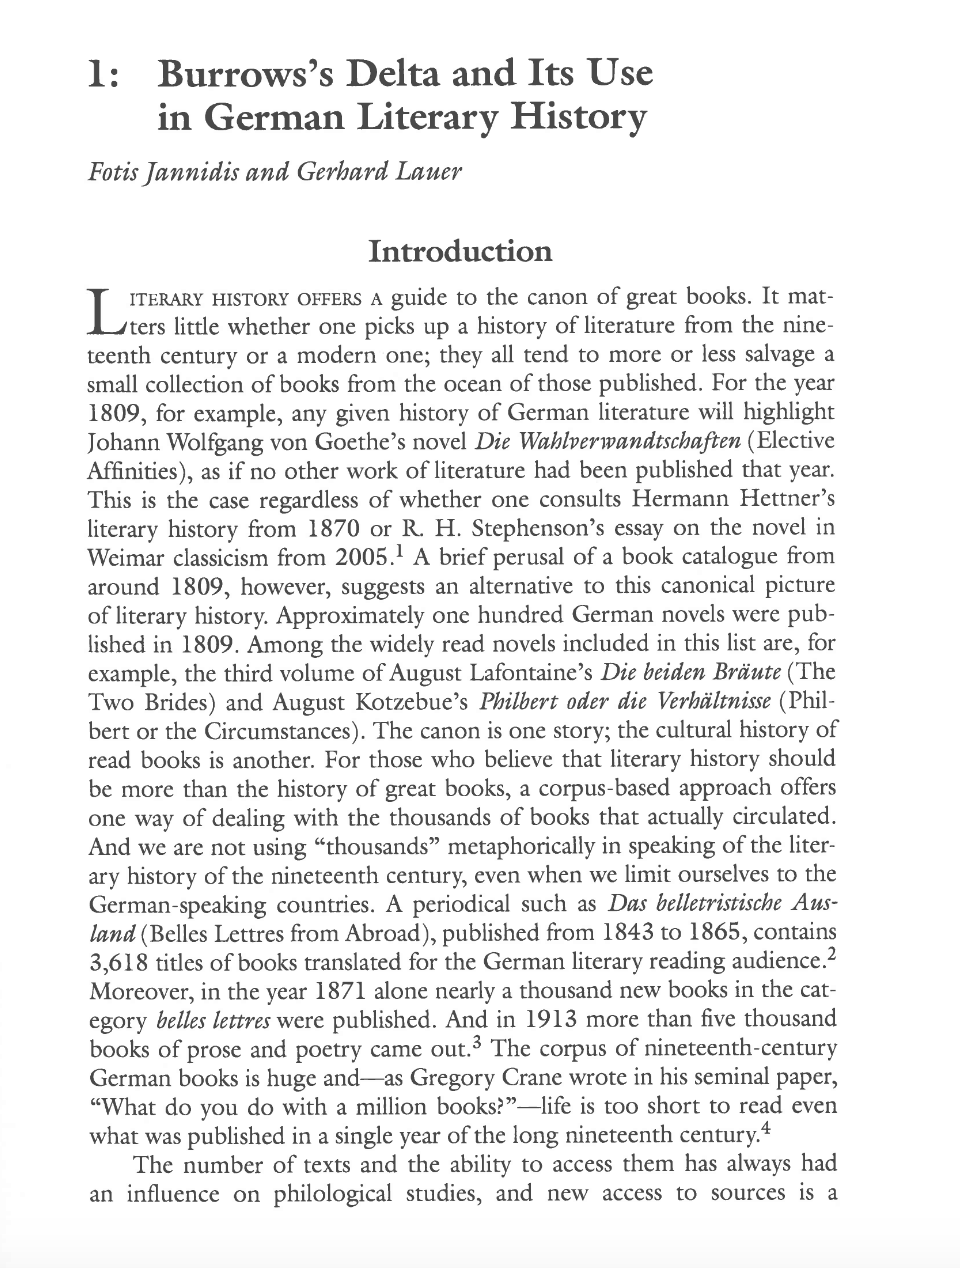 1: Burrows’s Delta and Its Use
in German Literary History
Fotis Jannidis and Gerhard Lauer
Introduction
LITERARY HISTORY OFFERS A guide to the canon of great books. It mat-
ters little whether one picks up a history of literature from the nine-
teenth century or a modern one; they all tend to more or less salvage a
small collection of books from the ocean of those published. For the year
1809, for example, any given history of German literature will highlight
Johann Wolfgang von Goethe’s novel Die Wahlverwandtschaften (Elective
Affinities), as if no other work of literature had been published that year.
This is the case regardless of whether one consults Hermann Hettner’s
literary history from 1870 or R. H. Stephenson’s essay on the novel in
Weimar classicism from 2005.1 A brief perusal of a book catalogue from
around 1809, however, suggests an alternative to this canonical picture
of literary history. Approximately one hundred German novels were pub-
lished in 1809. Among the widely read novels included in this list are, for
example, the third volume of August Lafontaine’s Die beiden Bräute (The
Two Brides) and August Kotzebue’s Philbert oder die Verhältnisse (Phil-
bert or the Circumstances). The canon is one story; the cultural history of
read books is another. For those who believe that literary history should
be more than the history of great books, a corpus-based approach offers
one way of dealing with the thousands of books that actually circulated.
And we are not using “thousands” metaphorically in speaking of the liter-
ary history of the nineteenth century, even when we limit ourselves to the
German-speaking countries. A periodical such as Das belletristische Aus-
land (Belles Lettres from Abroad), published from 1843 to 1865, contains
3,618 titles of books translated for the German literary reading audience.2
Moreover, in the year 1871 alone nearly a thousand new books in the cat-
egory belles lettres were published. And in 1913 more than five thousand
books of prose and poetry came out.3 The corpus of nineteenth-century
German books is huge and—as Gregory Crane wrote in his seminal paper,
“What do you do with a million books?”—life is too short to read even
what was published in a single year of the long nineteenth century.4
The number of texts and the ability to access them has always had
an influence on philological studies, and new access to sources is a